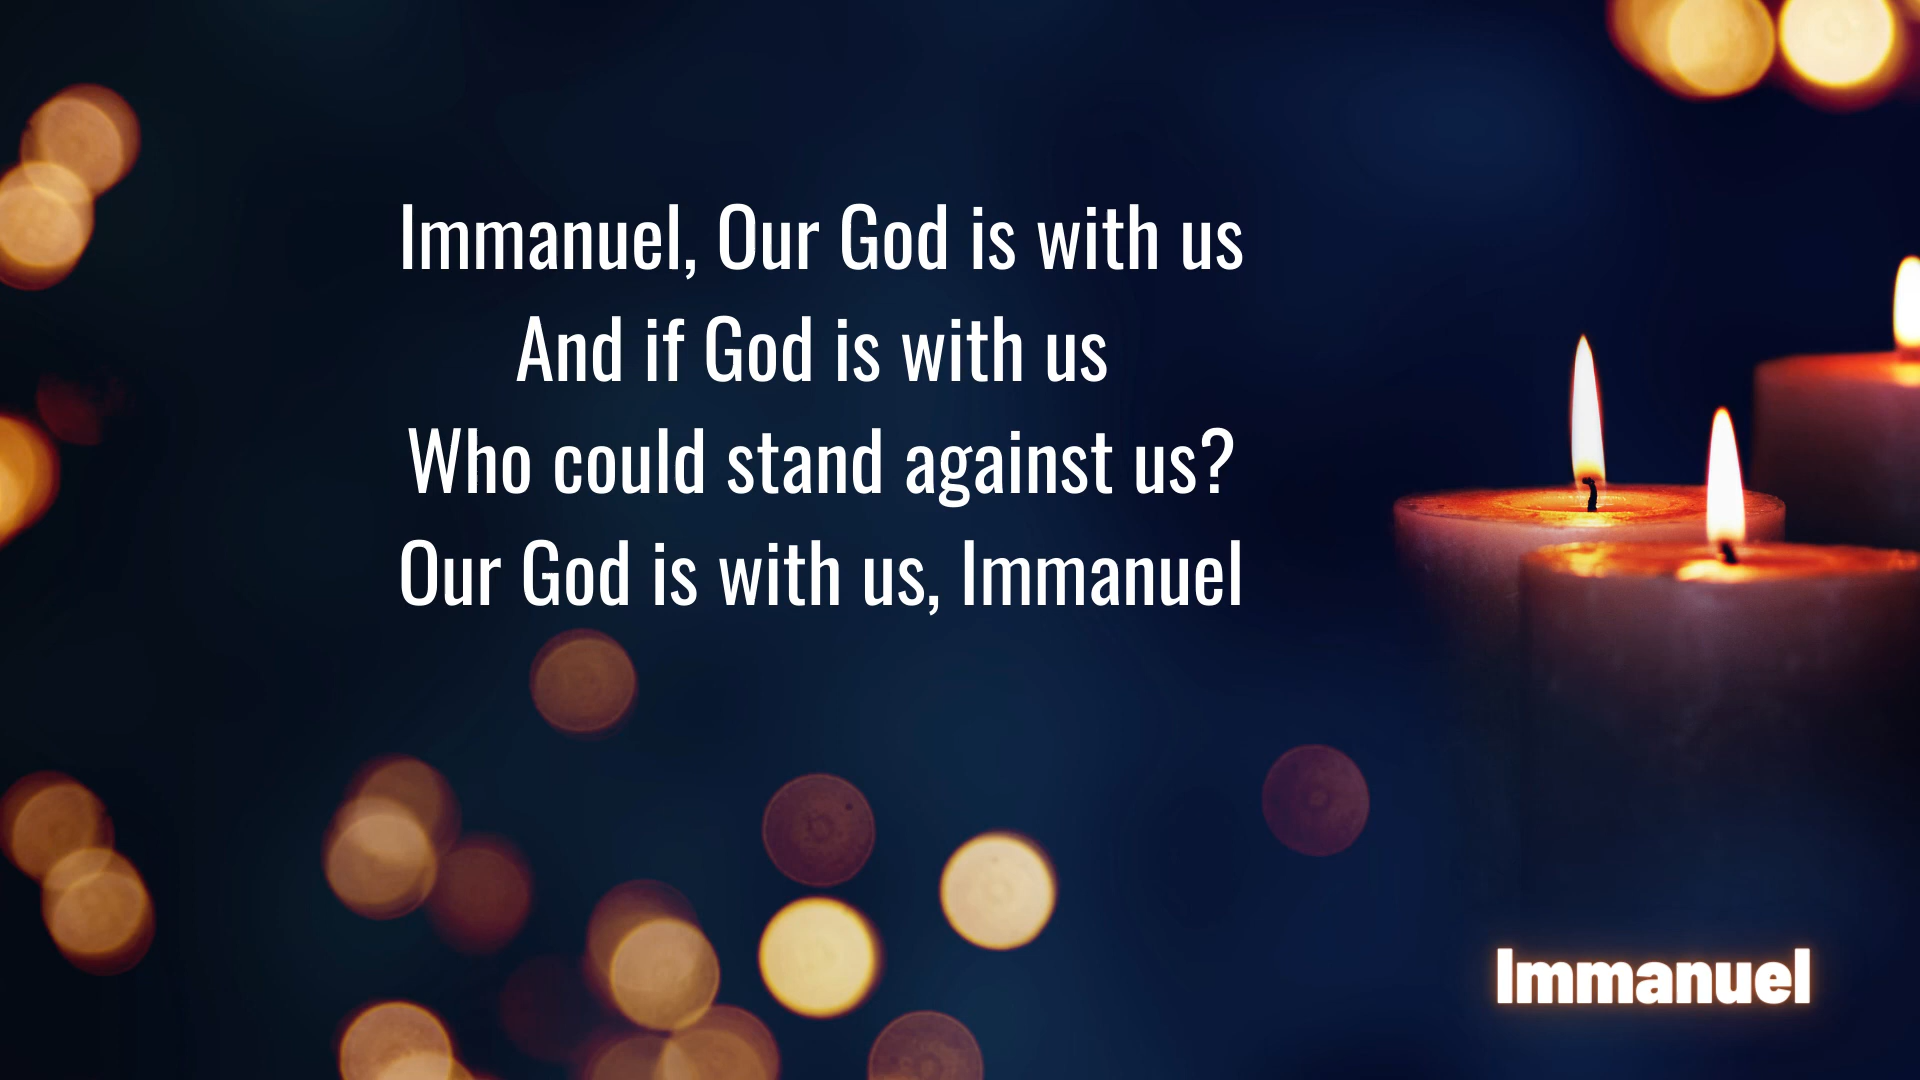 Immanuel, Our God is with us
And if God is with us
Who could stand against us?
Our God is with us, Immanuel
Immanuel